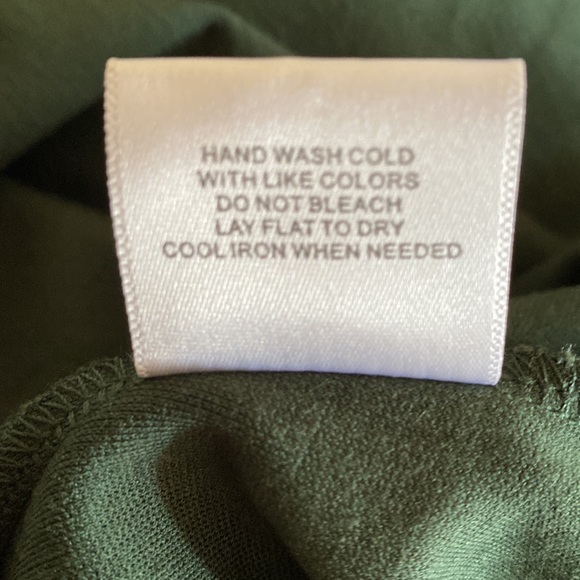 HAND WASH COLD
WITH LIKE COLORS
DO NOT BLEACH
LAY FLAT TO DRY
COOL IRON WHEN NEEDED